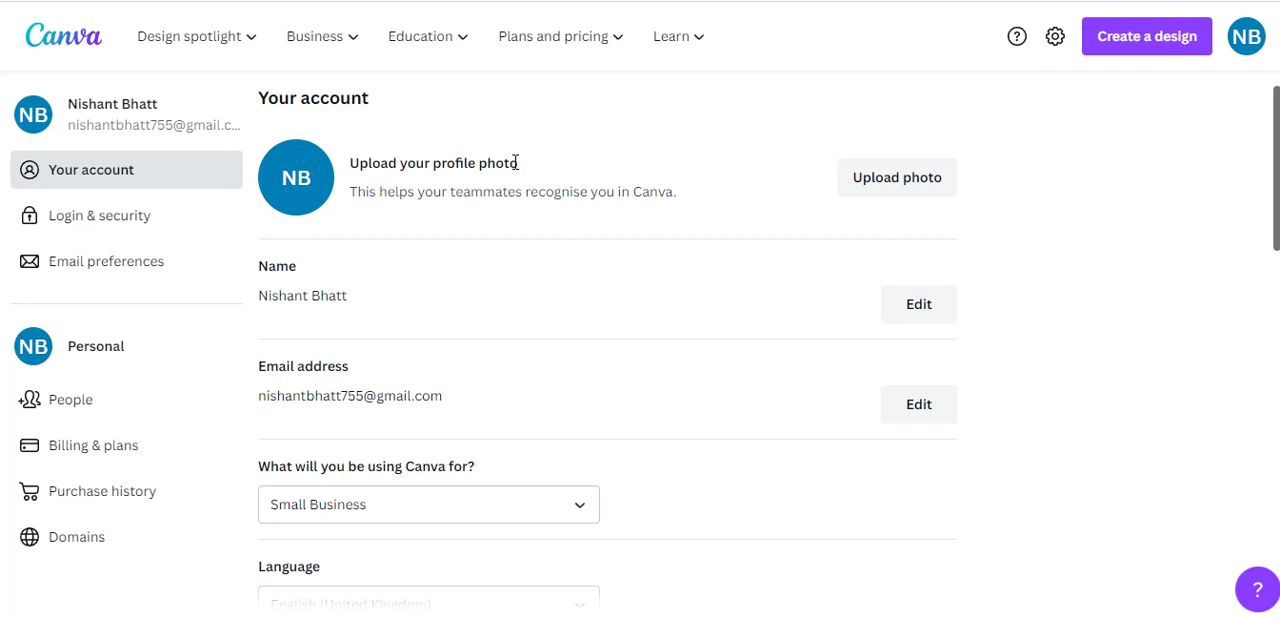 Canva Design spotlight Business Education Plans and pricing Learn ? Create a design NB
NB Nishant Bhatt
nishantbhatt755@gmail.c...
Your account
Login & security
Email preferences
NB Personal
People
Billing & plans
Purchase history
Domains
Your account
NB Upload your profile photo
This helps your teammates recognise you in Canva.
Upload photo
Name
Nishant Bhatt
Edit
Email address
nishantbhatt755@gmail.com
Edit
What will you be using Canva for?
Small Business
Language
English (United Kingdom)
?